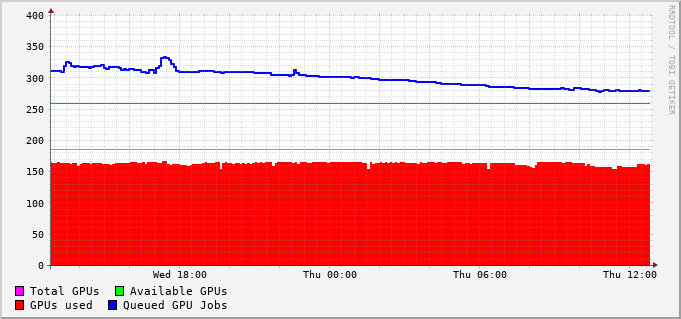 400
350
300
250
200
150
100
50
0
Wed 18:00 Thu 00:00 Thu 06:00 Thu 12:00
Total GPUs Available GPUs
GPUs used Queued GPU Jobs
RRDTOOL / TOBI OETIKER